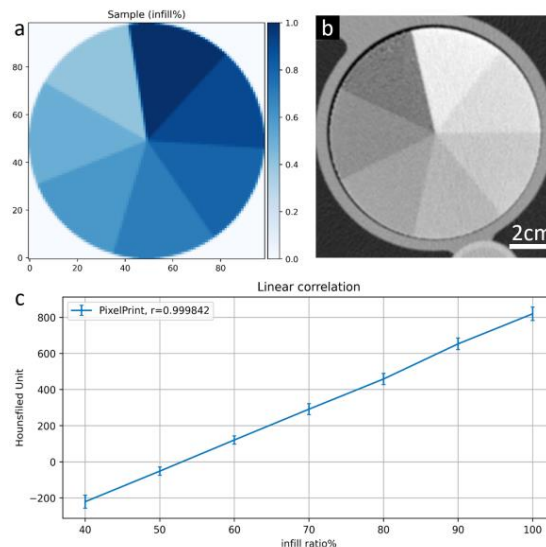 a
Sample (infill%)
80
60
40
20
0
0 20 40 60 80
1.0
0.8
0.6
0.4
0.2
0.0
b
2cm
c
Linear correlation
PixelPrint, r=0.999842
Hounsfiled Unit
800
600
400
200
0
−200
40 50 60 70 80 90 100
infill ratio%